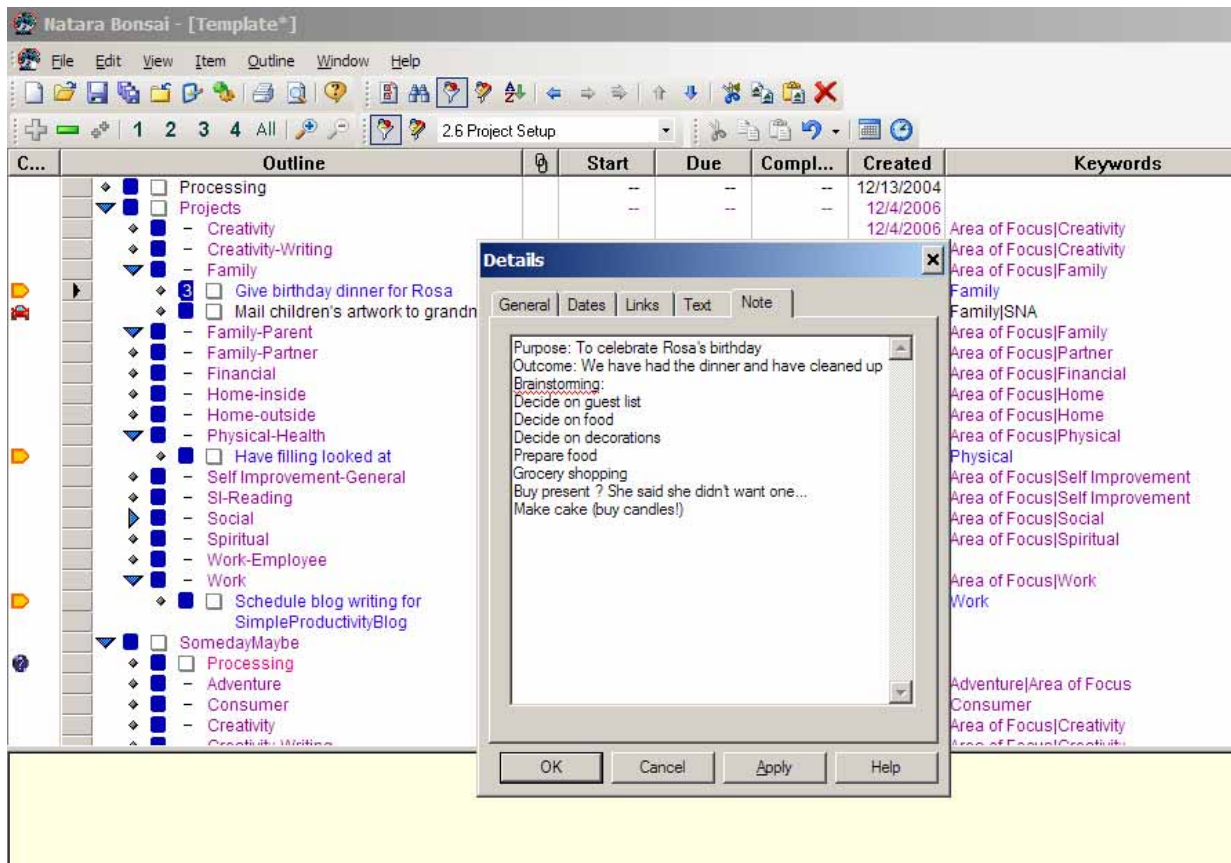 Natara Bonsai - [Template*]
File Edit View Item Outline Window Help
1 2 3 4 All 2.6 Project Setup
C... Outline Start Due Compl... Created Keywords
Processing -- -- -- 12/13/2004
Projects -- -- -- 12/4/2006
- Creativity 12/4/2006 Area of Focus|Creativity
- Creativity-Writing Area of Focus|Creativity
- Family Area of Focus|Family
3 Give birthday dinner for Rosa Family
Mail children's artwork to grandn Family|SNA
- Family-Parent Area of Focus|Family
- Family-Partner Area of Focus|Partner
- Financial Area of Focus|Financial
- Home-inside Area of Focus|Home
- Home-outside Area of Focus|Home
- Physical-Health Area of Focus|Physical
Have filling looked at Physical
- Self Improvement-General Area of Focus|Self Improvement
- SI-Reading Area of Focus|Self Improvement
- Social Area of Focus|Social
- Spiritual Area of Focus|Spiritual
- Work-Employee
- Work Area of Focus|Work
Schedule blog writing for Work
SimpleProductivityBlog
SomedayMaybe
Processing
- Adventure Adventure|Area of Focus
- Consumer Consumer
- Creativity Area of Focus|Creativity
Details
General Dates Links Text Note
Purpose: To celebrate Rosa's birthday
Outcome: We have had the dinner and have cleaned up
Brainstoming:
Decide on guest list
Decide on food
Decide on decorations
Prepare food
Grocery shopping
Buy present ? She said she didn't want one...
Make cake (buy candles!)
OK Cancel Apply Help